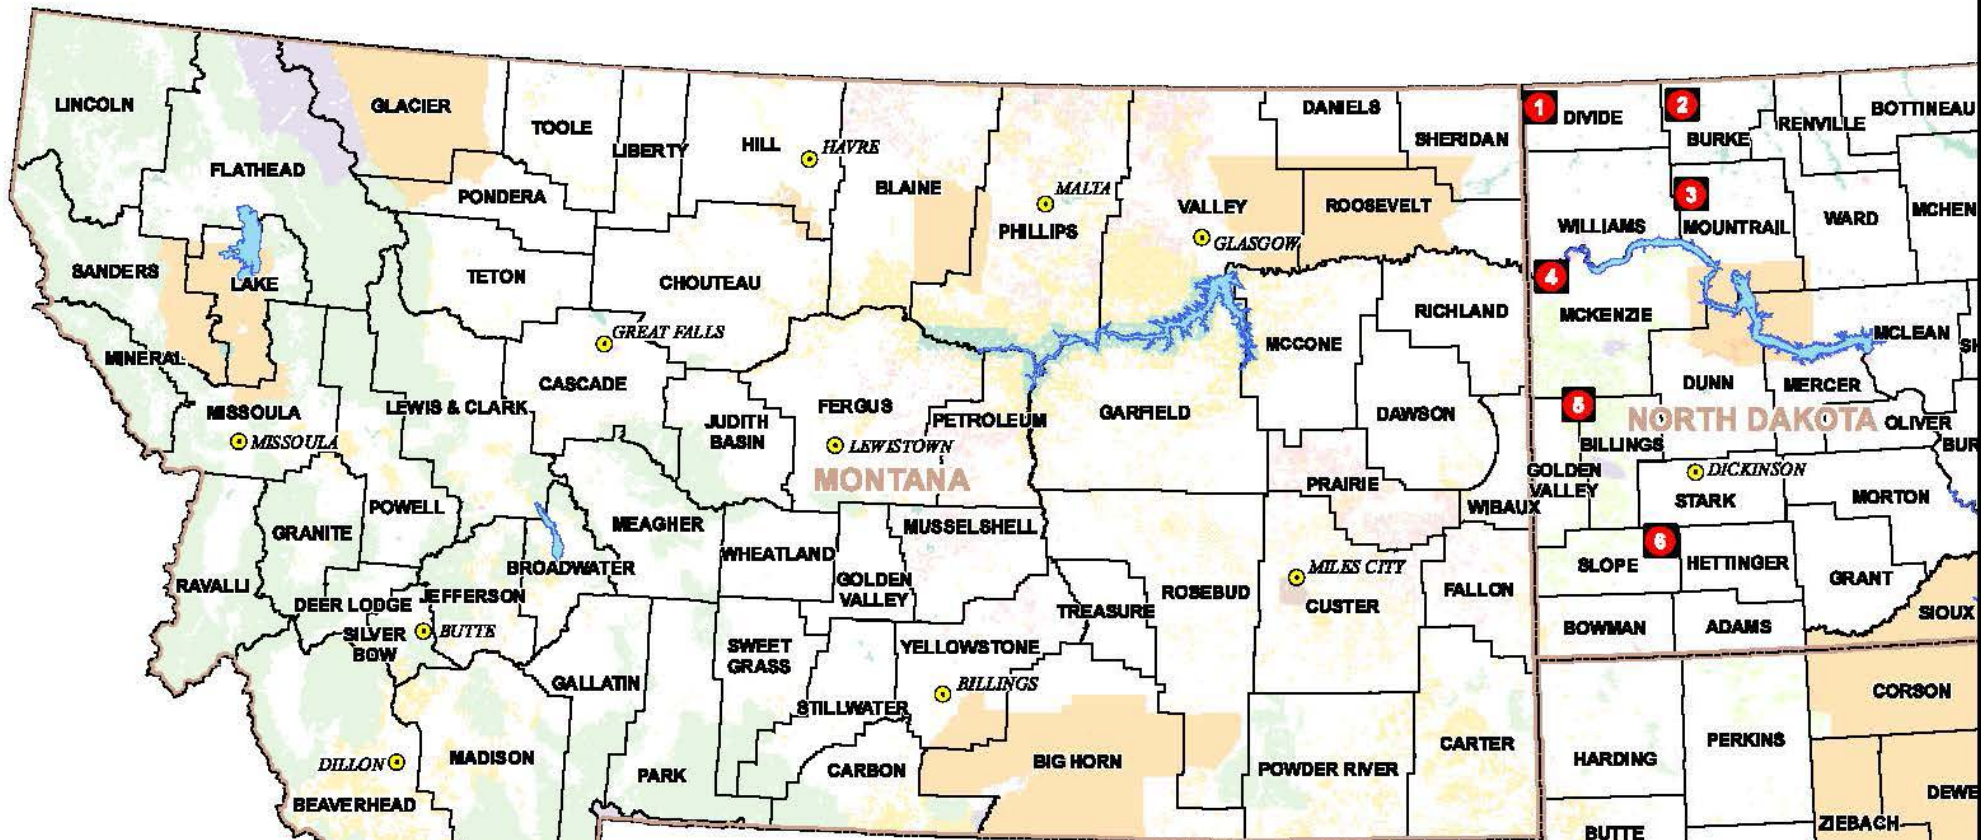 LINCOLN
GLACIER
TOOLE
LIBERTY
HILL
HAVRE
FLATHEAD
PONDERA
BLAINE
MALTA
PHILLIPS
VALLEY
GLASGOW
DANIELS
SHERIDAN
ROOSEVELT
1
DIVIDE
2
BURKE
RENVILLE
BOTTINEAU
3
WILLIAMS
MOUNTRAIL
WARD
MCHEN
SANDERS
LAKE
TETON
CHOUTEAU
GREAT FALLS
MCCONE
RICHLAND
4
MCKENZIE
MCLEAN
SH
MINERAL
CASCADE
MISSOULA
MISSOULA
LEWIS & CLARK
JUDITH
BASIN
FERGUS
LEWISTOWN
PETROLEUM
GARFIELD
DAWSON
5
DUNN
MERCER
NORTH DAKOTA
OLIVER
BUR
BILLINGS
MONTANA
PRAIRIE
WIBAUX
GOLDEN
VALLEY
DICKINSON
STARK
MORTON
POWELL
GRANITE
MEAGHER
WHEATLAND
MUSSELSHELL
RAVALLI
DEER LODGE
JEFFERSON
BROADWATER
GOLDEN
VALLEY
TREASURE
ROSEBUD
MILES CITY
CUSTER
FALLON
6
SLOPE
HETTINGER
GRANT
SILVER
BOW
BUTTE
SWEET
GRASS
YELLOWSTONE
BOWMAN
ADAMS
SIOUX
GALLATIN
STILLWATER
BILLINGS
CORSON
DILLON
MADISON
PARK
CARBON
BIG HORN
POWDER RIVER
CARTER
HARDING
PERKINS
BEAVERHEAD
DEWE
BUTTE
ZIEBACH